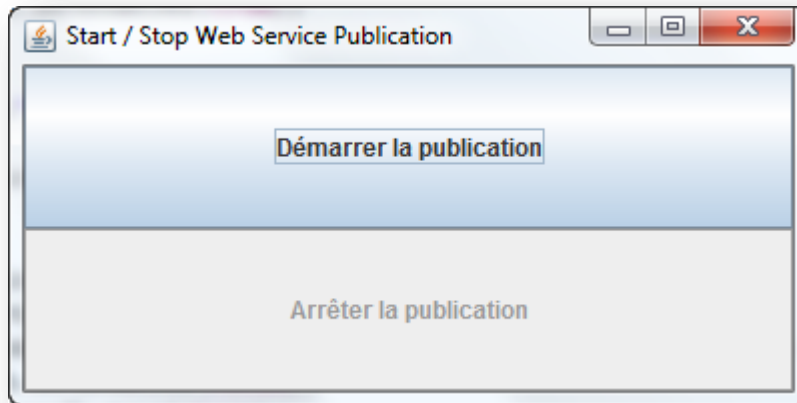 Start / Stop Web Service Publication
Démarrer la publication
Arrêter la publication